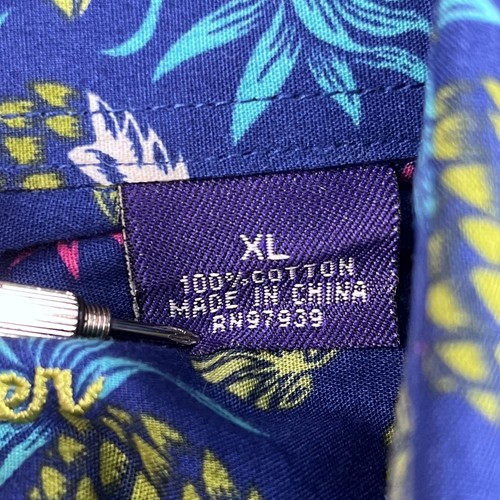 XL
100% COTTON
MADE IN CHINA
RN97939